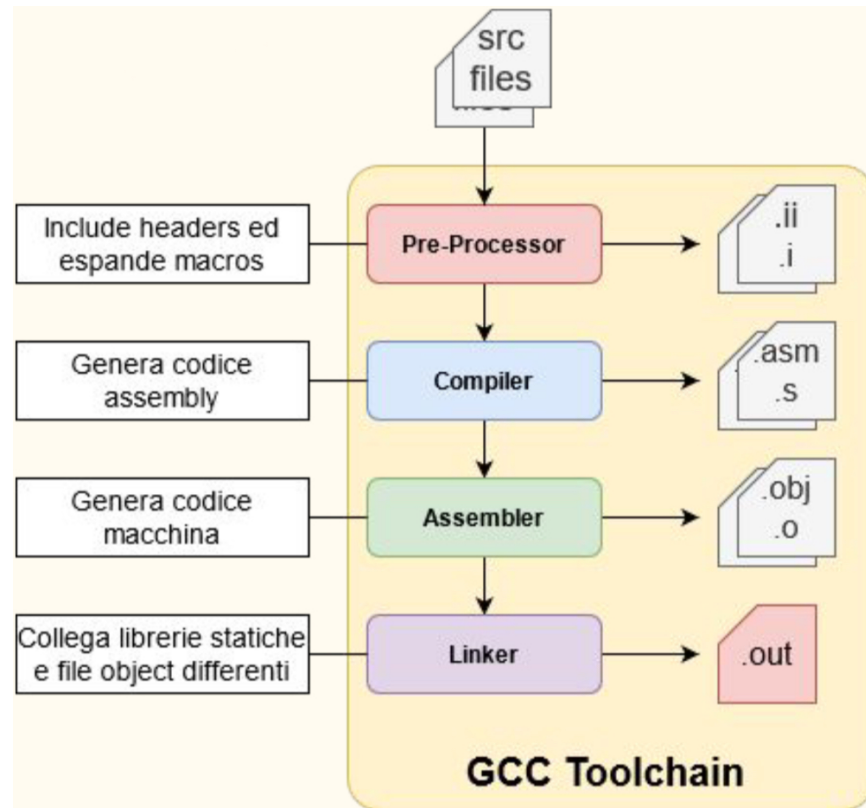 src
files
Include headers ed
espande macros
Pre-Processor
.ii
.i
Genera codice
assembly
Compiler
.asm
.s
Genera codice
macchina
Assembler
.obj
.o
Collega librerie statiche
e file object differenti
Linker
.out
GCC Toolchain